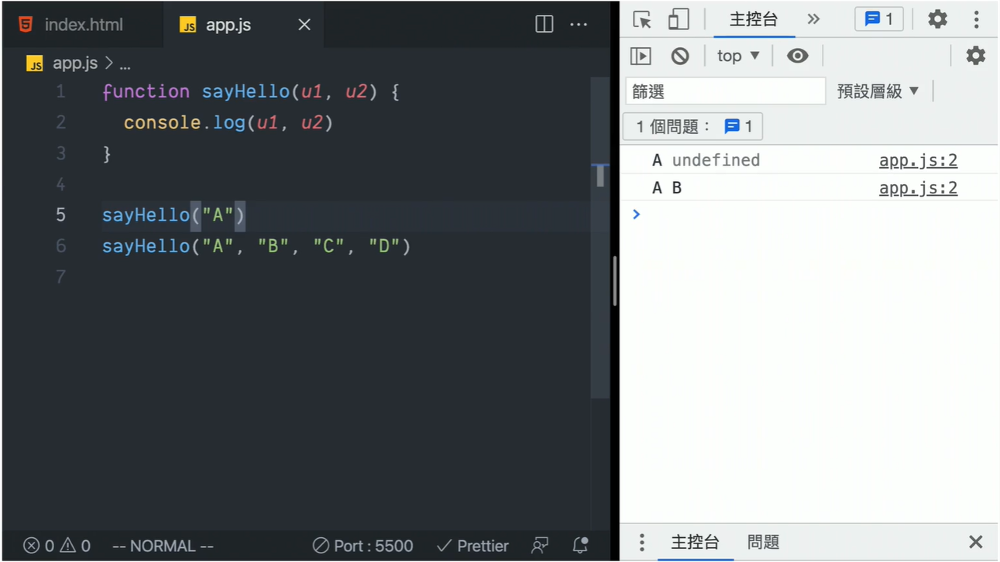 index.html
app.js
app.js > ...
1 function sayHello(u1, u2) {
2   console.log(u1, u2)
3 }
4
5 sayHello("A")
6 sayHello("A", "B", "C", "D")
7
0 0 -- NORMAL -- Port : 5500 Prettier
主控台 1
top
篩選 預設層級
1 個問題： 1
A undefined app.js:2
A B app.js:2
主控台 問題